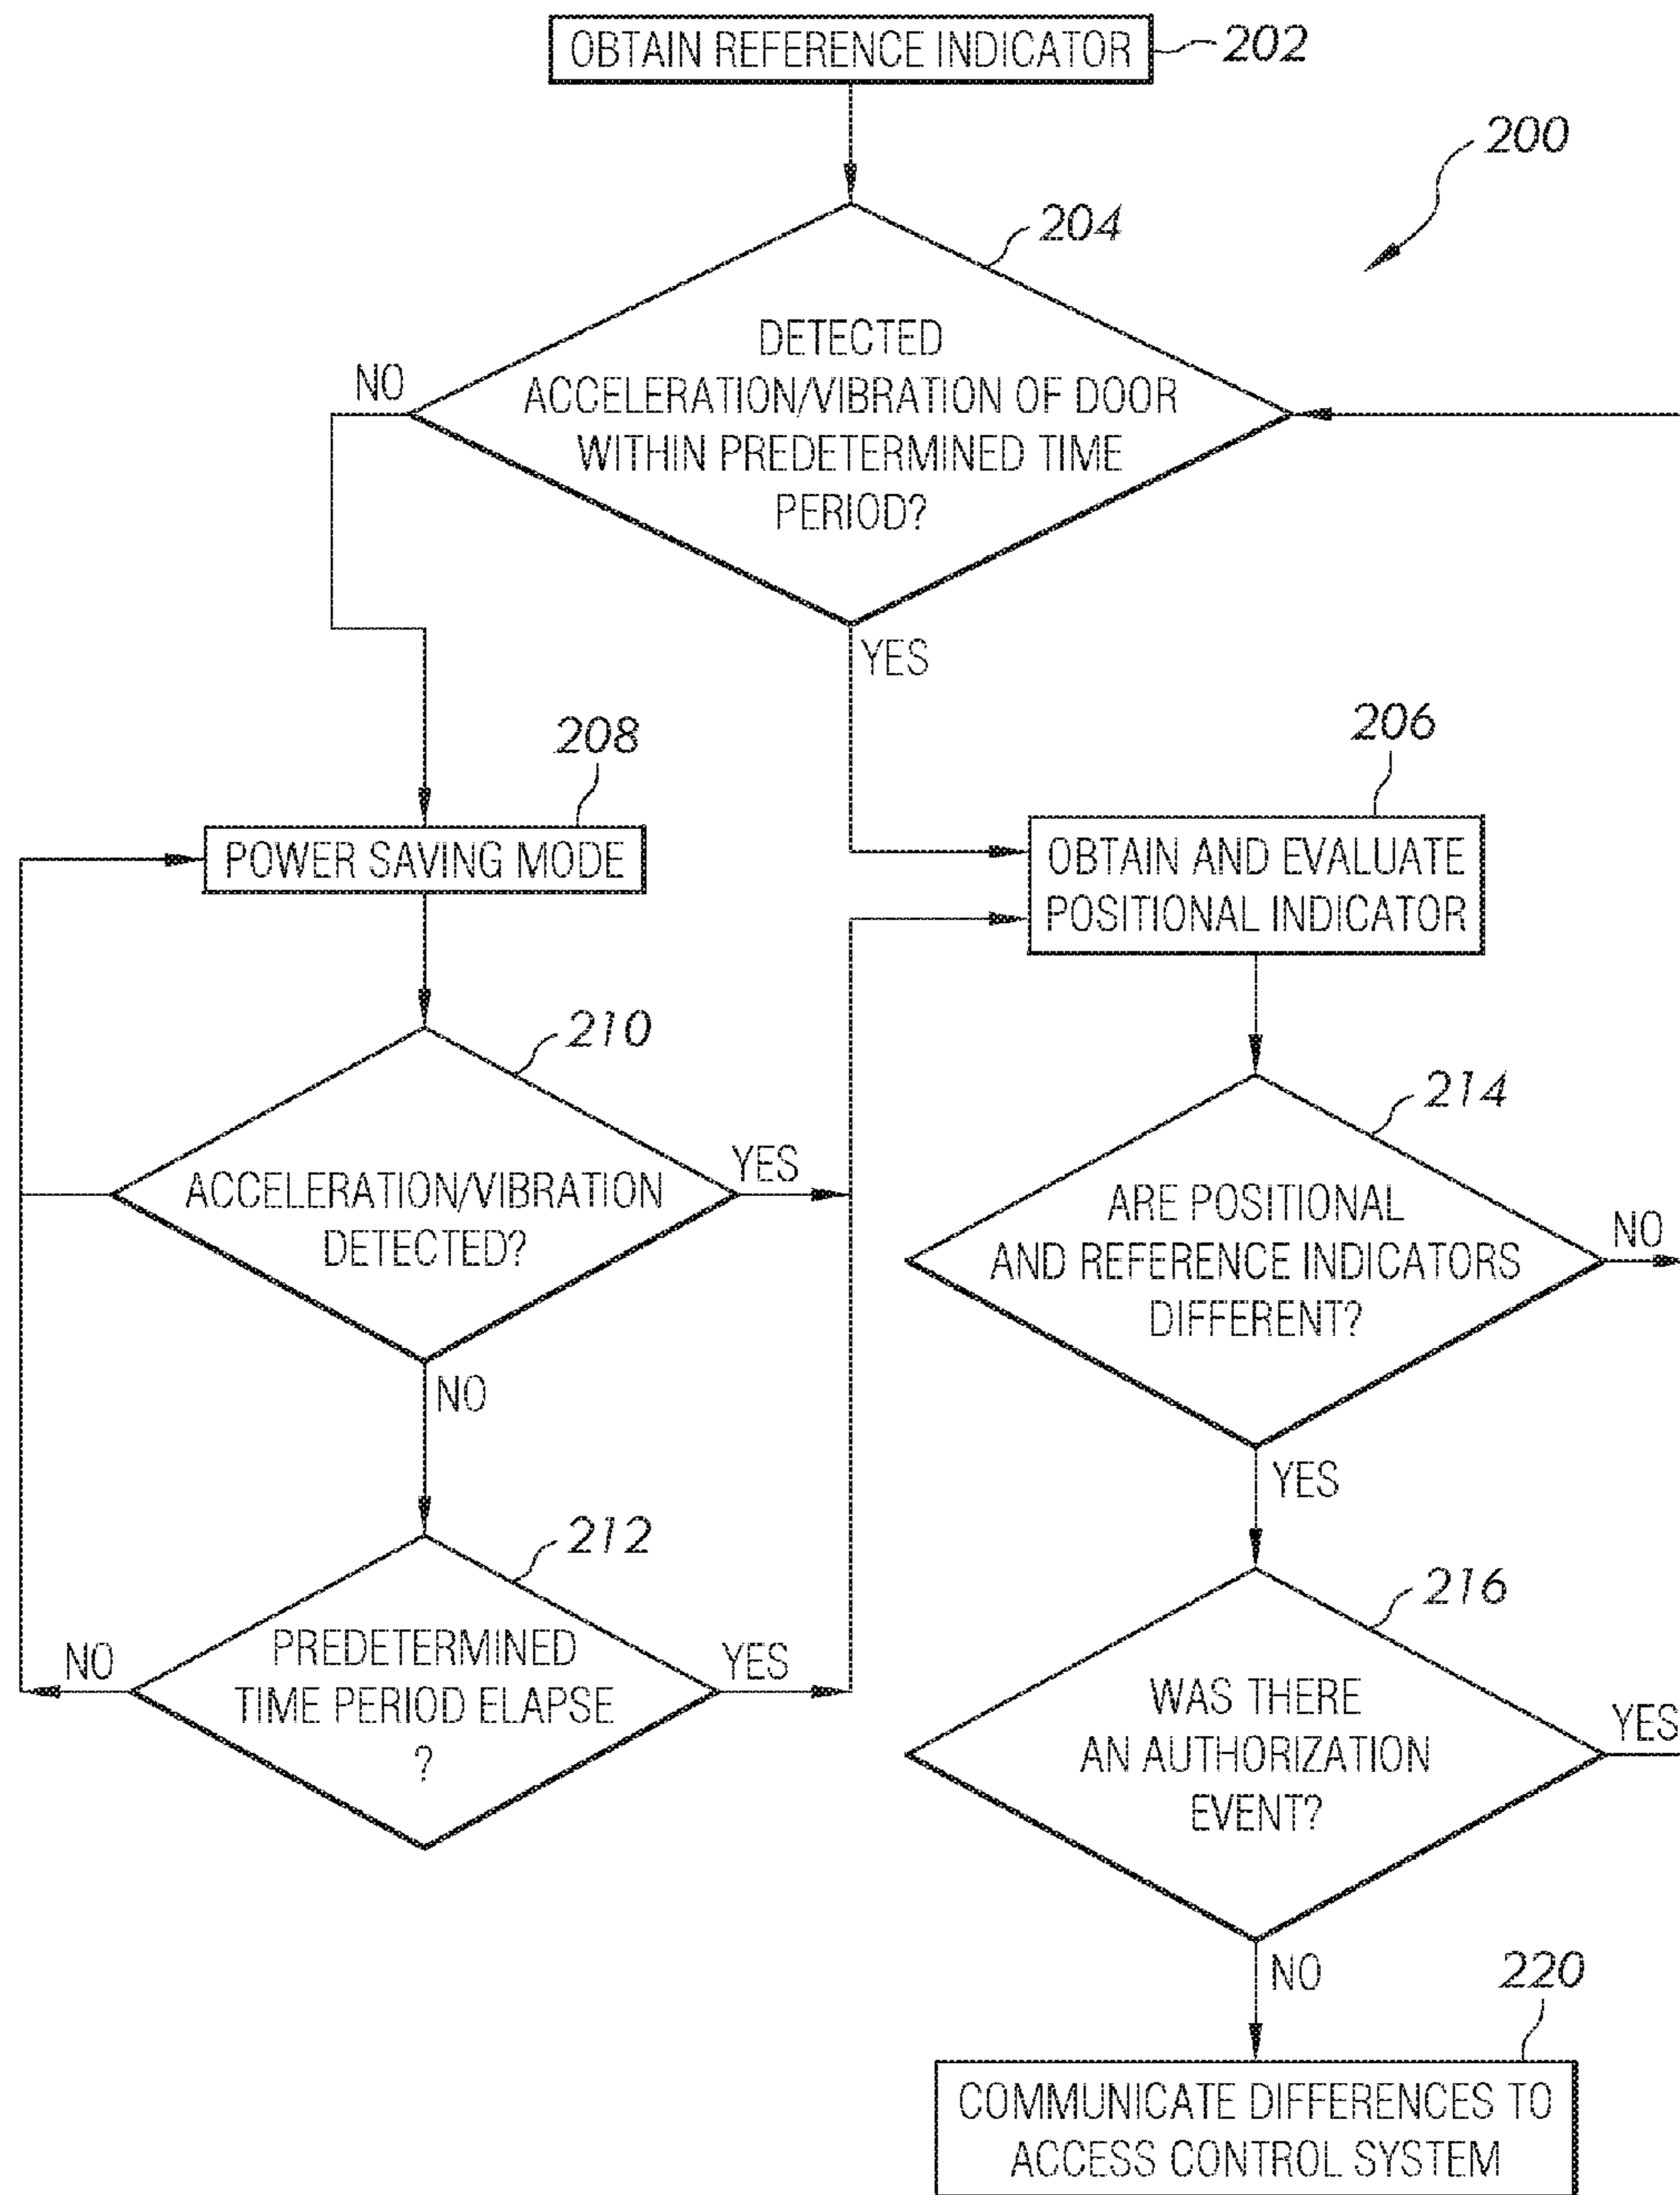 OBTAIN REFERENCE INDICATOR
202
200
204
DETECTED
ACCELERATION/VIBRATION OF DOOR
WITHIN PREDETERMINED TIME
PERIOD?
NO
YES
208
206
POWER SAVING MODE
OBTAIN AND EVALUATE
POSITIONAL INDICATOR
210
ACCELERATION/VIBRATION
DETECTED?
YES
NO
214
ARE POSITIONAL
AND REFERENCE INDICATORS
DIFFERENT?
NO
YES
212
PREDETERMINED
TIME PERIOD ELAPSE
?
NO
YES
216
WAS THERE
AN AUTHORIZATION
EVENT?
YES
NO
220
COMMUNICATE DIFFERENCES TO
ACCESS CONTROL SYSTEM